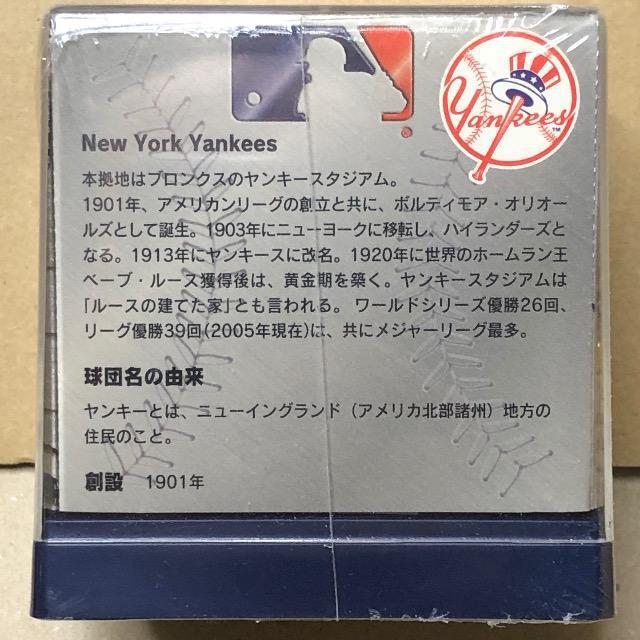 Yankees
TM
®
New York Yankees
本拠地はブロンクスのヤンキースタジアム。
1901年、アメリカンリーグの創立と共に、ボルティモア・オリオー
ルズとして誕生。1903年にニューヨークに移転し、ハイランダーズと
なる。1913年にヤンキースに改名。1920年に世界のホームラン王
ベーブ・ルース獲得後は、黄金期を築く。ヤンキースタジアムは
「ルースの建てた家」とも言われる。ワールドシリーズ優勝26回、
リーグ優勝39回(2005年現在)は、共にメジャーリーグ最多。
球団名の由来
ヤンキーとは、ニューイングランド（アメリカ北部諸州）地方の
住民のこと。
創設 1901年